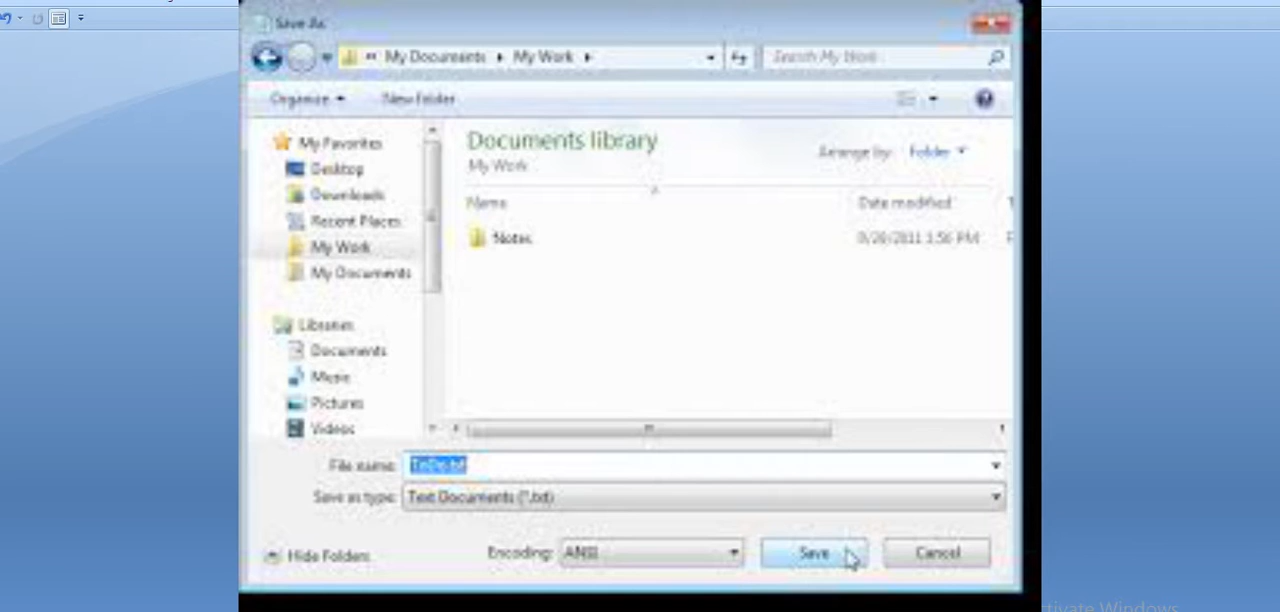 Save As
My Documents ▸ My Work ▸
Search My Work
Organize
New Folder
My Favorites
Desktop
Downloads
Recent Places
My Work
My Documents
Libraries
Documents
Music
Pictures
Videos
Documents library
My Work
Arrange by: Folder
Name
Date modified
Notes
File name: ToDo.txt
Save as type: Text Documents (*.txt)
Hide Folders
Encoding: ANSI
Save
Cancel